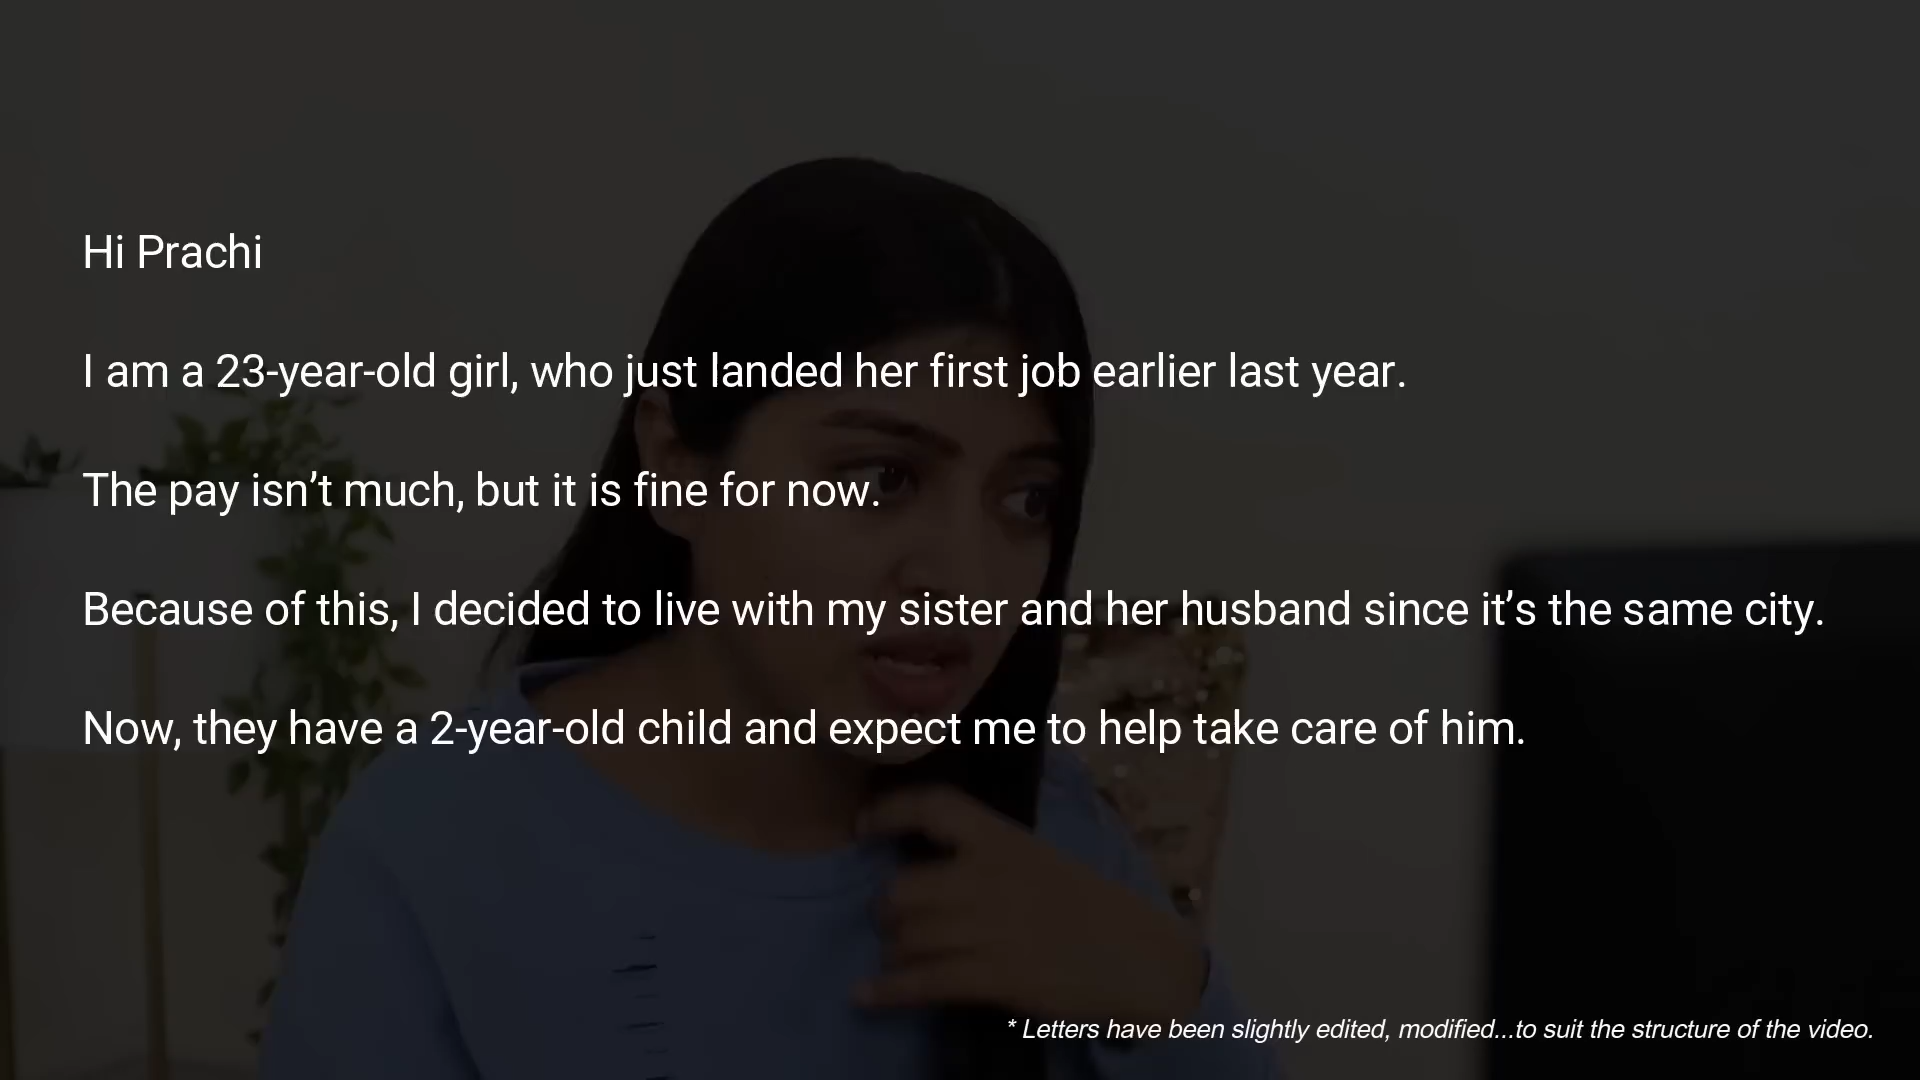 Hi Prachi
I am a 23-year-old girl, who just landed her first job earlier last year.
The pay isn’t much, but it is fine for now.
Because of this, I decided to live with my sister and her husband since it’s the same city.
Now, they have a 2-year-old child and expect me to help take care of him.
* Letters have been slightly edited, modified...to suit the structure of the video.